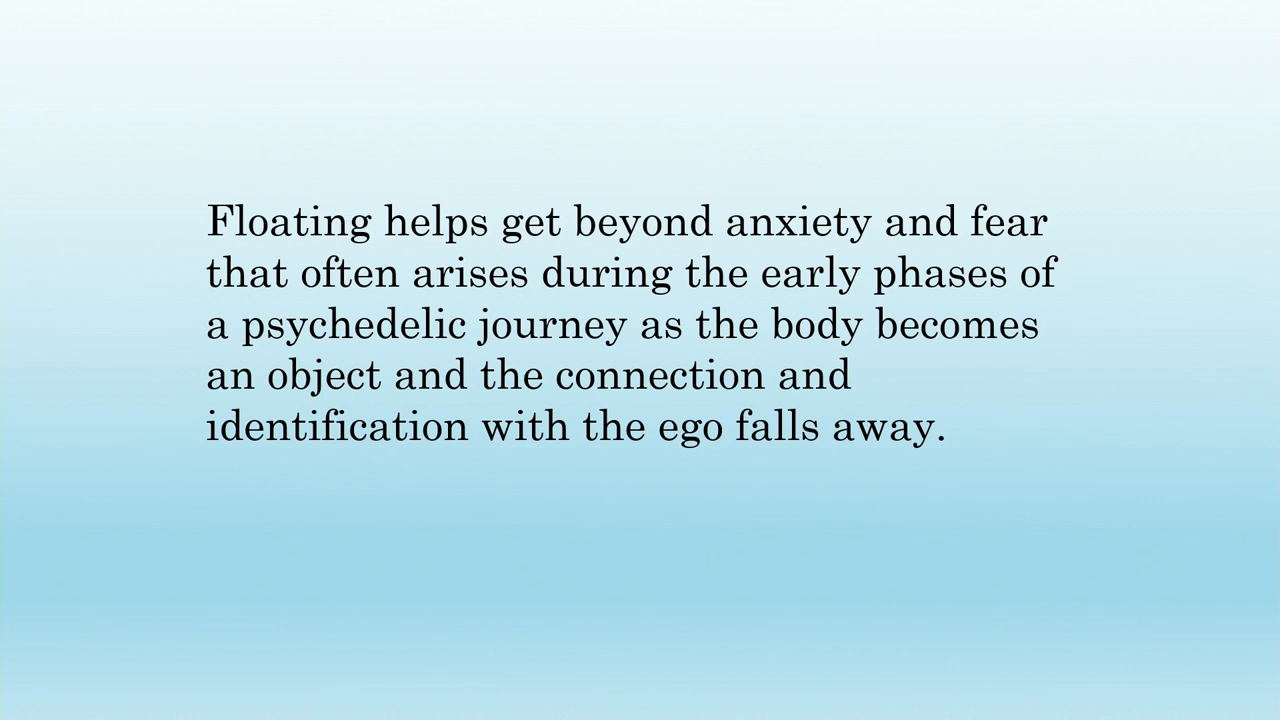 Floating helps get beyond anxiety and fear
that often arises during the early phases of
a psychedelic journey as the body becomes
an object and the connection and
identification with the ego falls away.